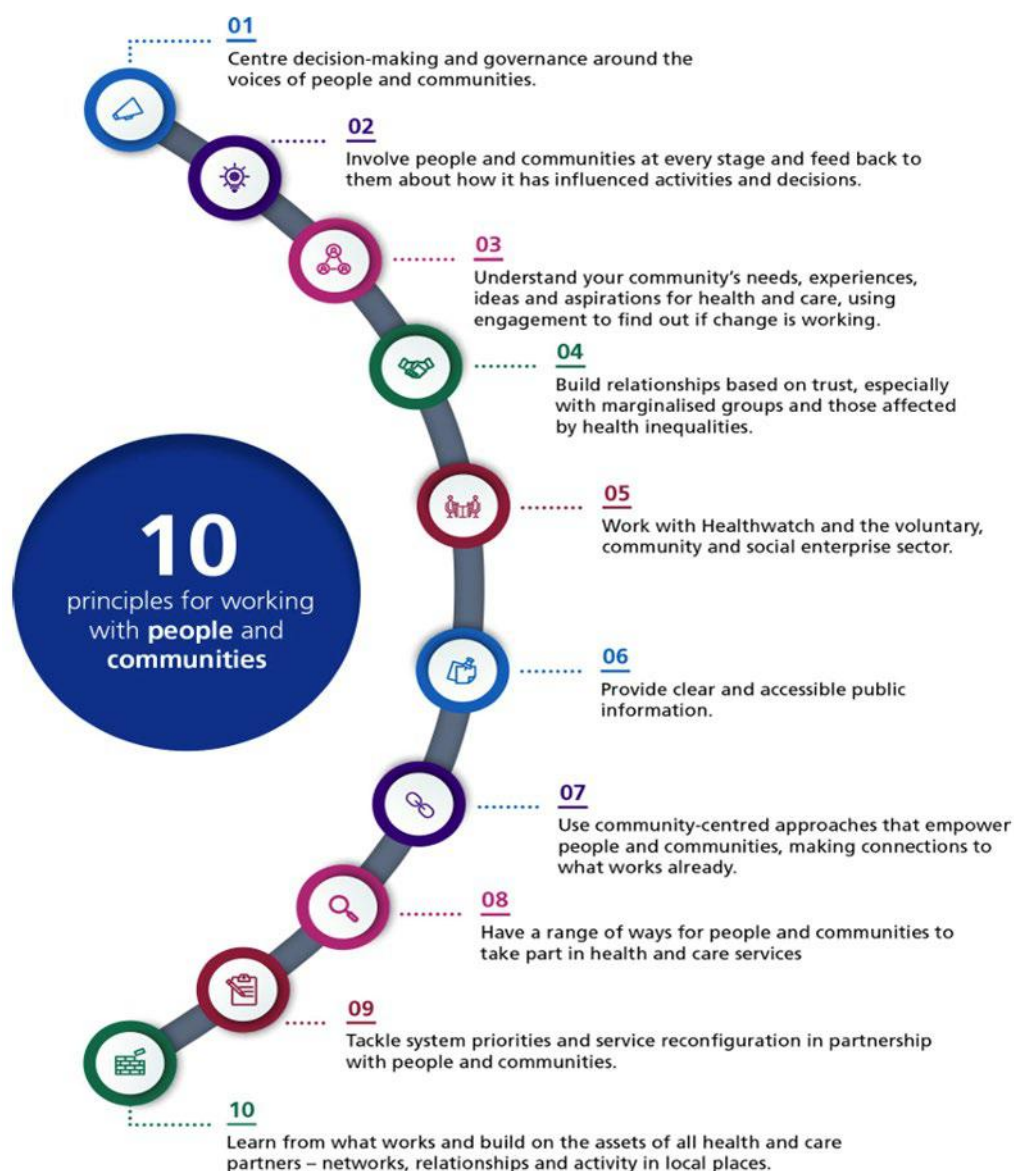 01
Centre decision-making and governance around the
voices of people and communities.
02
Involve people and communities at every stage and feed back to
them about how it has influenced activities and decisions.
03
Understand your community’s needs, experiences,
ideas and aspirations for health and care, using
engagement to find out if change is working.
04
Build relationships based on trust, especially
with marginalised groups and those affected
by health inequalities.
05
Work with Healthwatch and the voluntary,
community and social enterprise sector.
10
principles for working
with people and
communities
06
Provide clear and accessible public
information.
07
Use community-centred approaches that empower
people and communities, making connections to
what works already.
08
Have a range of ways for people and communities to
take part in health and care services
09
Tackle system priorities and service reconfiguration in partnership
with people and communities.
10
Learn from what works and build on the assets of all health and care
partners – networks, relationships and activity in local places.